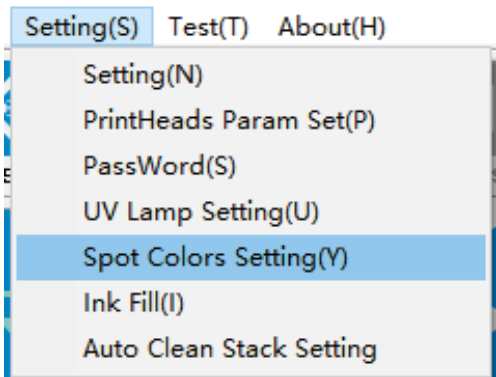 Setting(S) Test(T) About(H)
Setting(N)
PrintHeads Param Set(P)
PassWord(S)
UV Lamp Setting(U)
Spot Colors Setting(Y)
Ink Fill(I)
Auto Clean Stack Setting